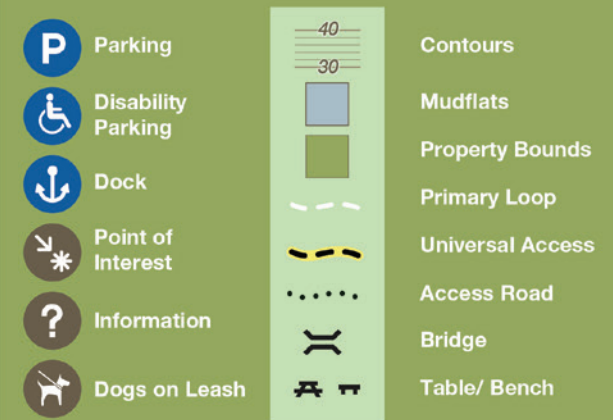 P
Parking
Disability
Parking
Dock
Point of
Interest
?
Information
Dogs on Leash
40
30
Contours
Mudflats
Property Bounds
Primary Loop
Universal Access
Access Road
Bridge
Table/ Bench